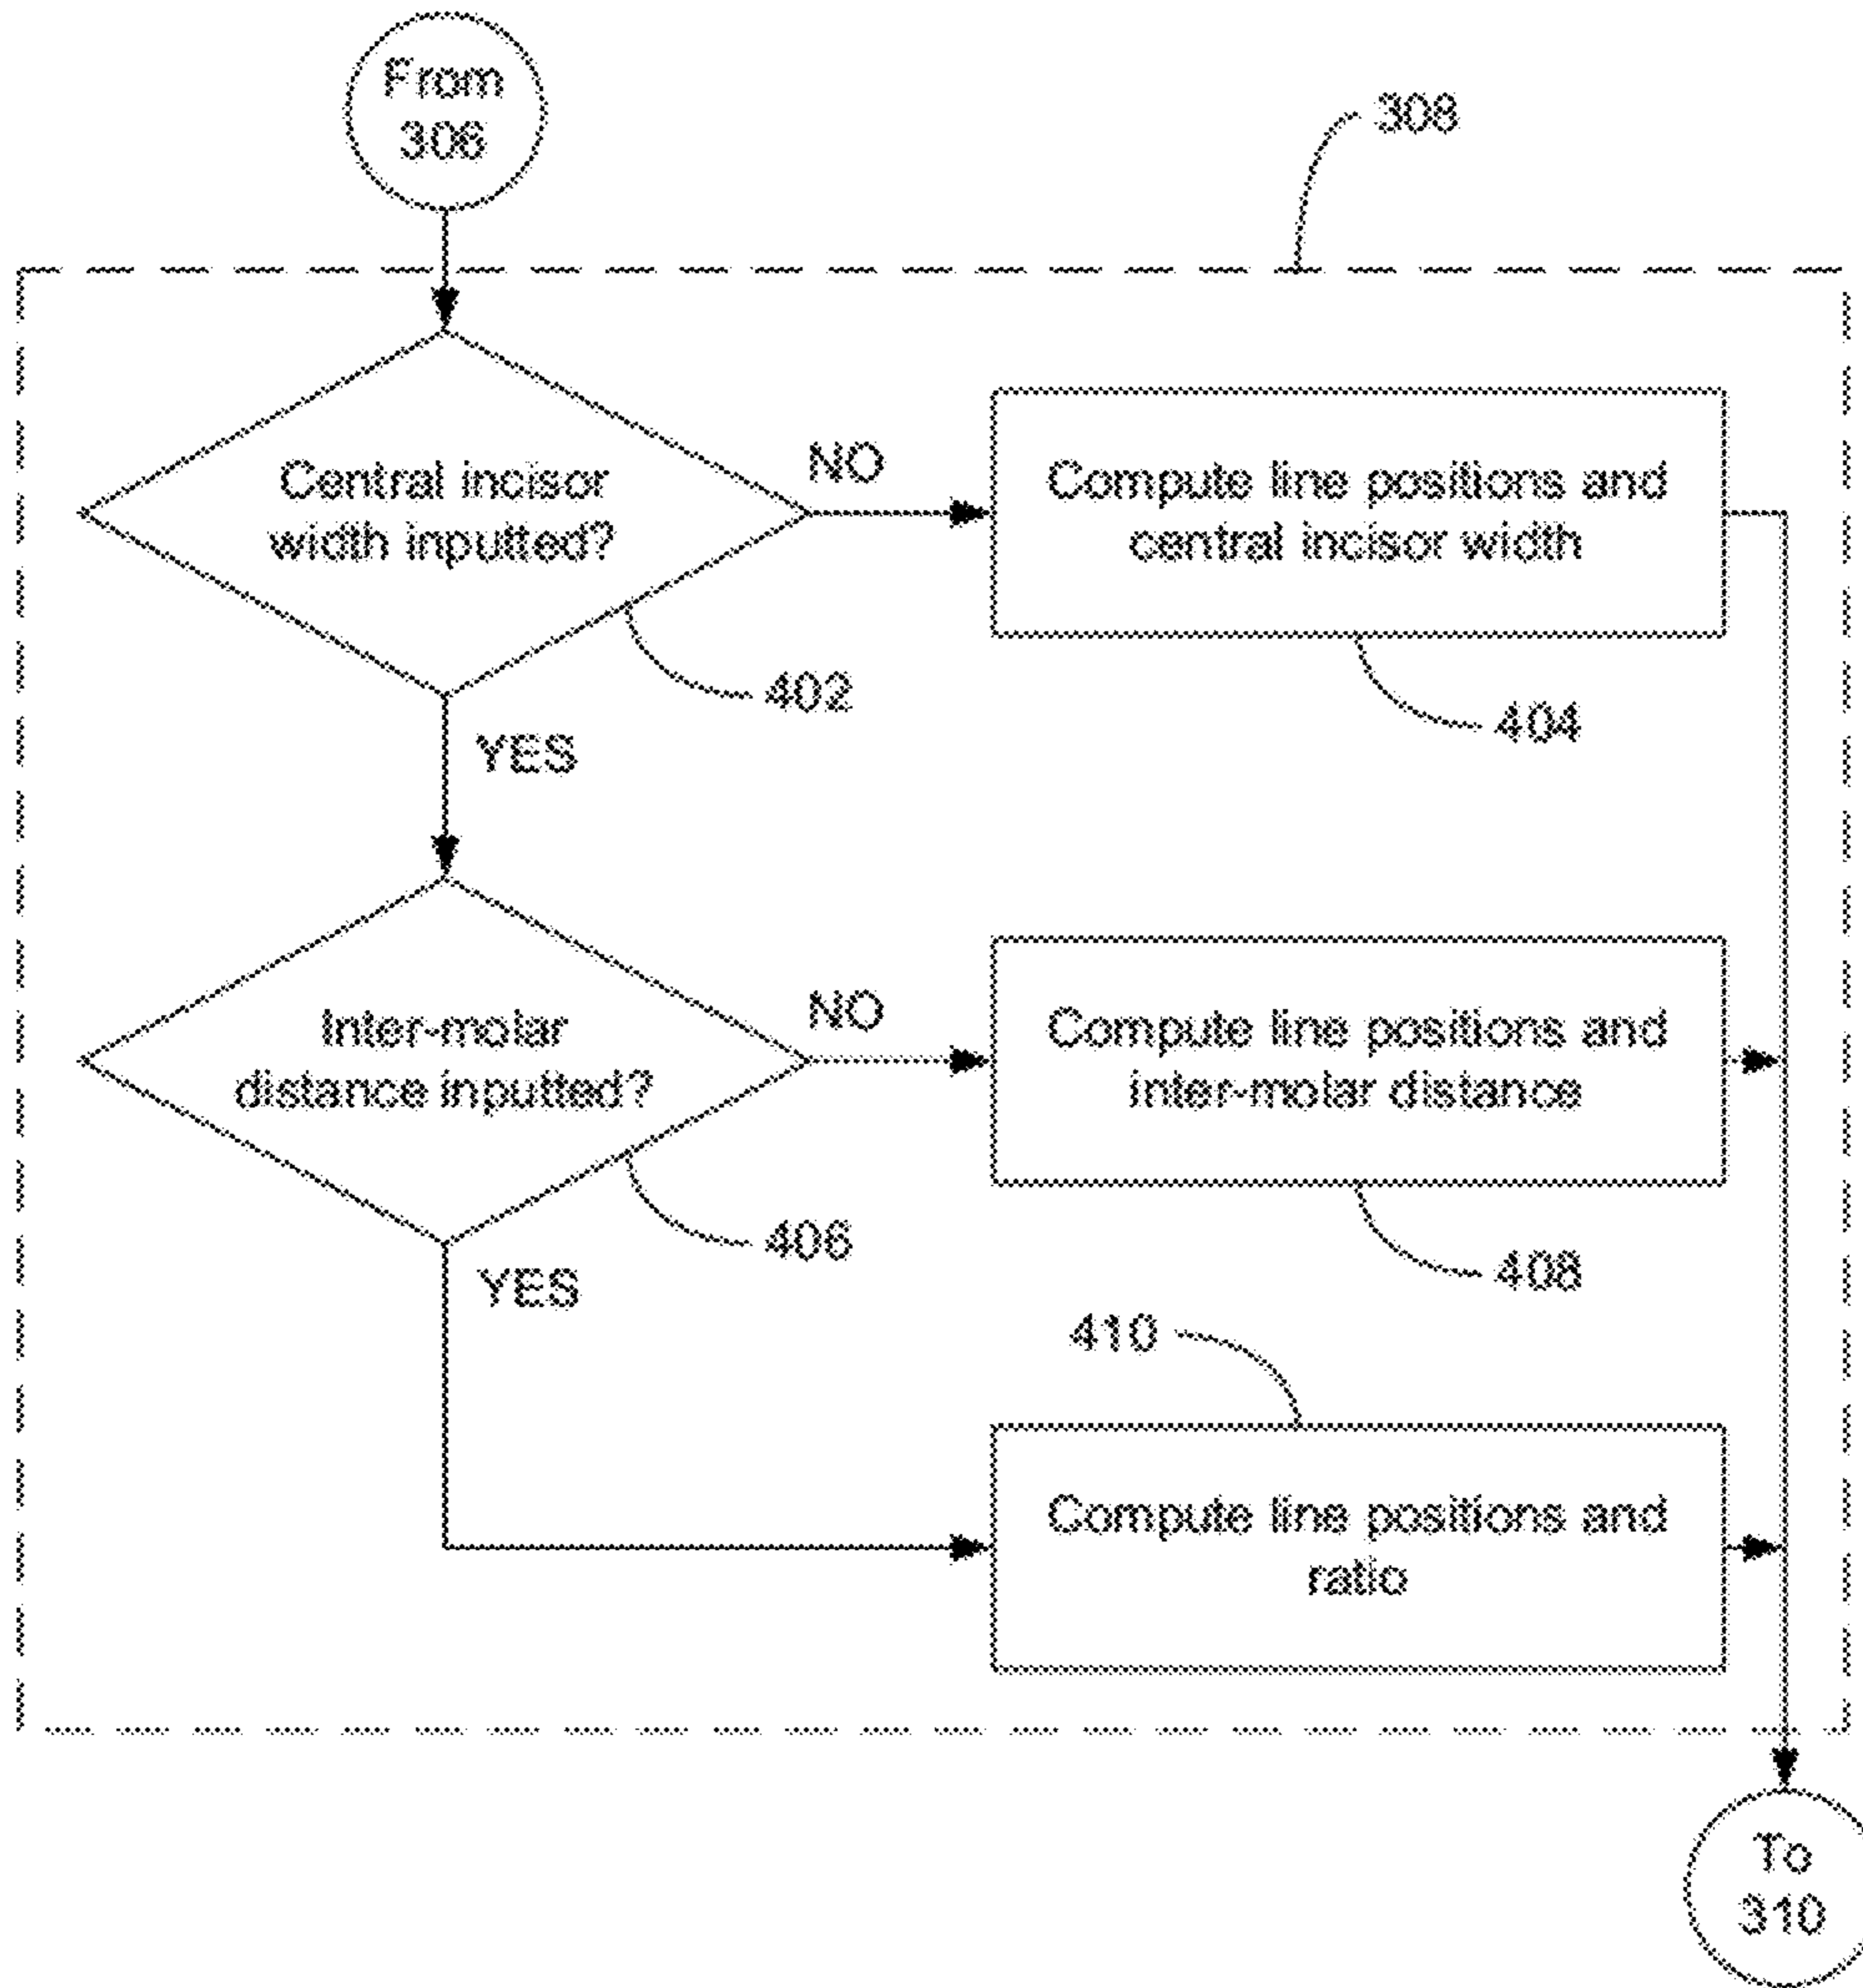 From
306
308
Central incisor
width inputted?
NO
Compute line positions and
central incisor width
402
404
YES
Inter-molar
distance inputted?
NO
Compute line positions and
inter-molar distance
406
408
YES
410
Compute line positions and
ratio
To
310